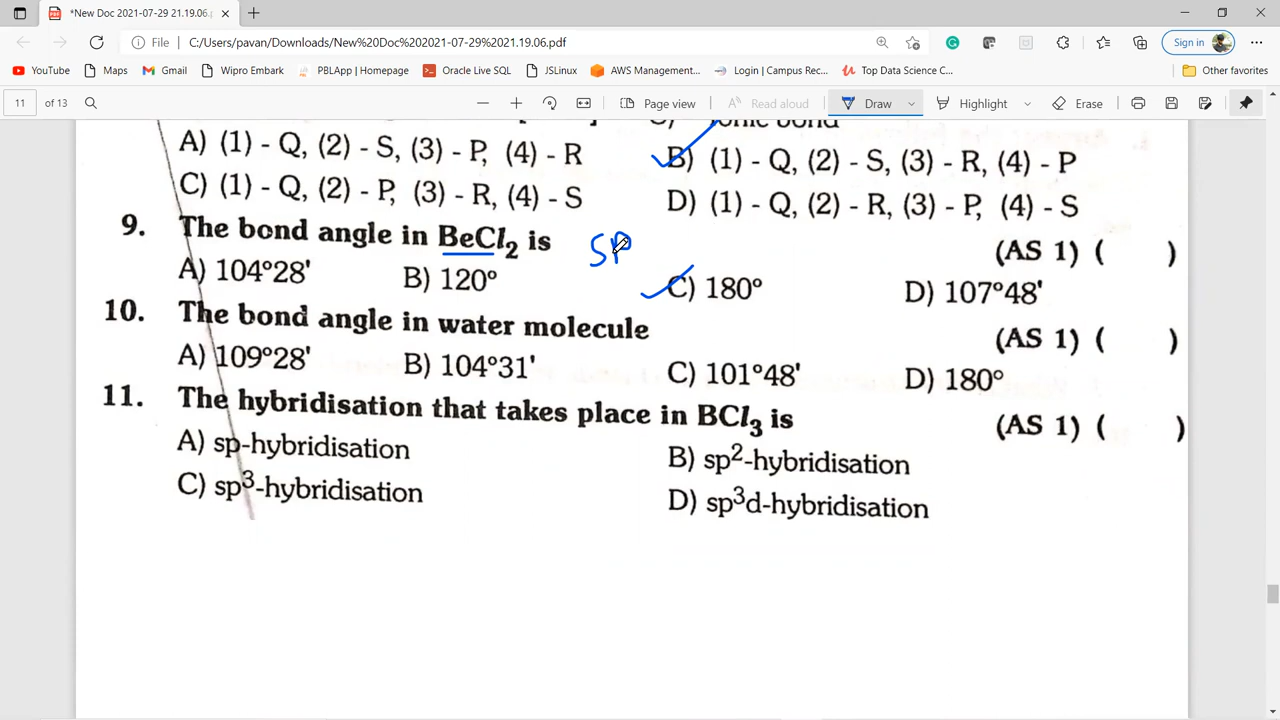 *New Doc 2021-07-29 21.19.06.p
File C:/Users/pavan/Downloads/New%20Doc%202021-07-29%2021.19.06.pdf Sign in
YouTube Maps Gmail Wipro Embark PBLApp | Homepage Oracle Live SQL JSLinux AWS Management... Login | Campus Rec... Top Data Science C... Other favorites
11 of 13 Page view Read aloud Draw Highlight Erase
ionic bond
A) (1) - Q, (2) - S, (3) - P, (4) - R B) (1) - Q, (2) - S, (3) - R, (4) - P
C) (1) - Q, (2) - P, (3) - R, (4) - S D) (1) - Q, (2) - R, (3) - P, (4) - S
9. The bond angle in BeCl2 is SP (AS 1) ( )
A) 104°28' B) 120° C) 180° D) 107°48'
10. The bond angle in water molecule (AS 1) ( )
A) 109°28' B) 104°31' C) 101°48' D) 180°
11. The hybridisation that takes place in BCl3 is (AS 1) ( )
A) sp-hybridisation B) sp2-hybridisation
C) sp3-hybridisation D) sp3d-hybridisation